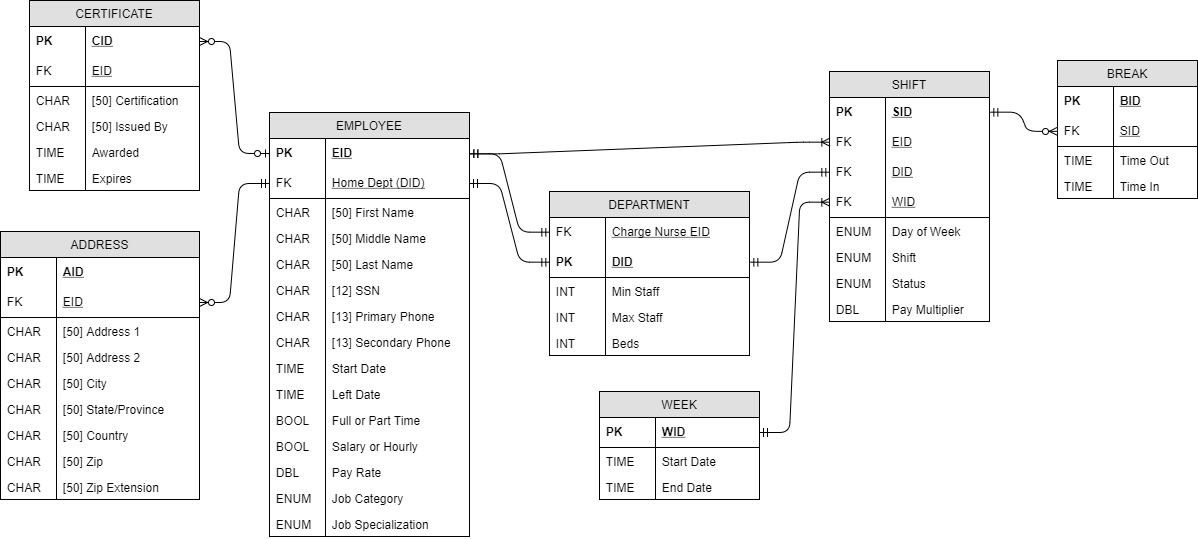 CERTIFICATE
PK CID
FK EID
CHAR [50] Certification
CHAR [50] Issued By
TIME Awarded
TIME Expires
ADDRESS
PK AID
FK EID
CHAR [50] Address 1
CHAR [50] Address 2
CHAR [50] City
CHAR [50] State/Province
CHAR [50] Country
CHAR [50] Zip
CHAR [50] Zip Extension
EMPLOYEE
PK EID
FK Home Dept (DID)
CHAR [50] First Name
CHAR [50] Middle Name
CHAR [50] Last Name
CHAR [12] SSN
CHAR [13] Primary Phone
CHAR [13] Secondary Phone
TIME Start Date
TIME Left Date
BOOL Full or Part Time
BOOL Salary or Hourly
DBL Pay Rate
ENUM Job Category
ENUM Job Specialization
DEPARTMENT
FK Charge Nurse EID
PK DID
INT Min Staff
INT Max Staff
INT Beds
WEEK
PK WID
TIME Start Date
TIME End Date
SHIFT
PK SID
FK EID
FK DID
FK WID
ENUM Day of Week
ENUM Shift
ENUM Status
DBL Pay Multiplier
BREAK
PK BID
FK SID
TIME Time Out
TIME Time In